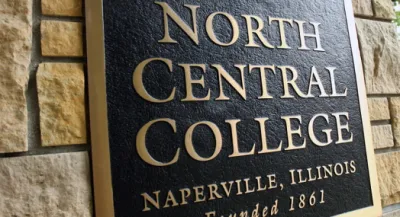 NORTH
CENTRAL
COLLEGE
NAPERVILLE, ILLINOIS
Founded 1861